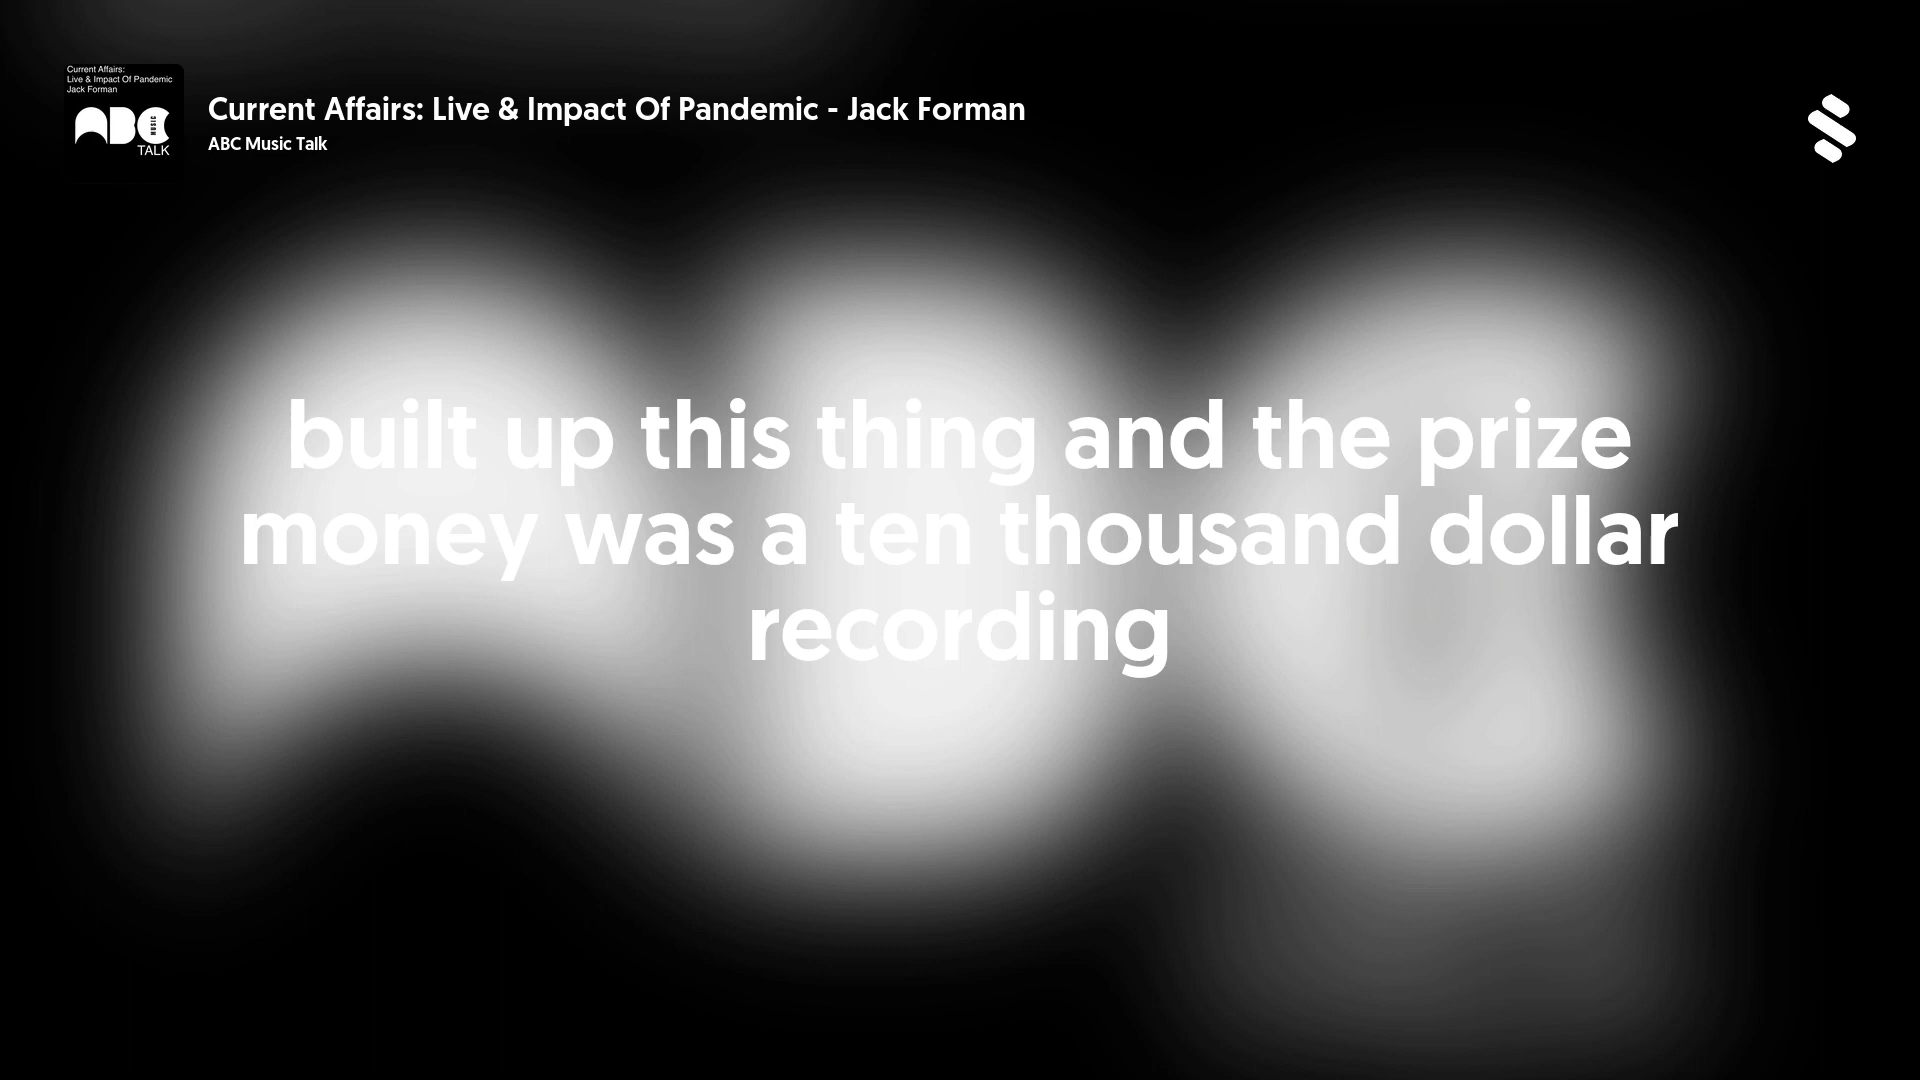 Current Affairs:
Live & Impact Of Pandemic
Jack Forman
ABC
MUSIC
TALK
Current Affairs: Live & Impact Of Pandemic - Jack Forman
ABC Music Talk
built up this thing and the prize
money was a ten thousand dollar
recording